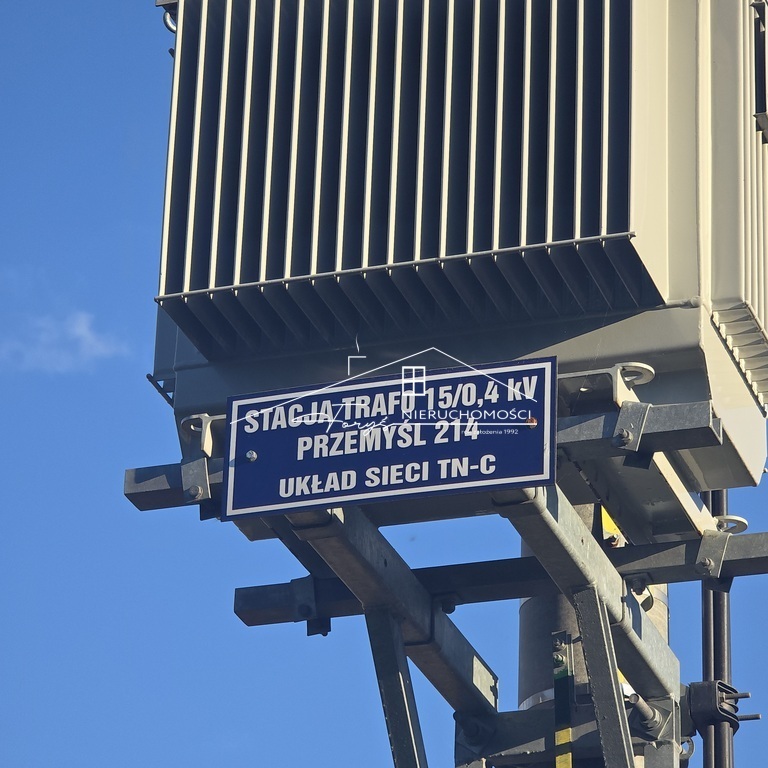 STACJA TRAFO 15/0,4 kV
PRZEMYŚL 214
UKŁAD SIECI TN-C
NIERUCHOMOŚCI